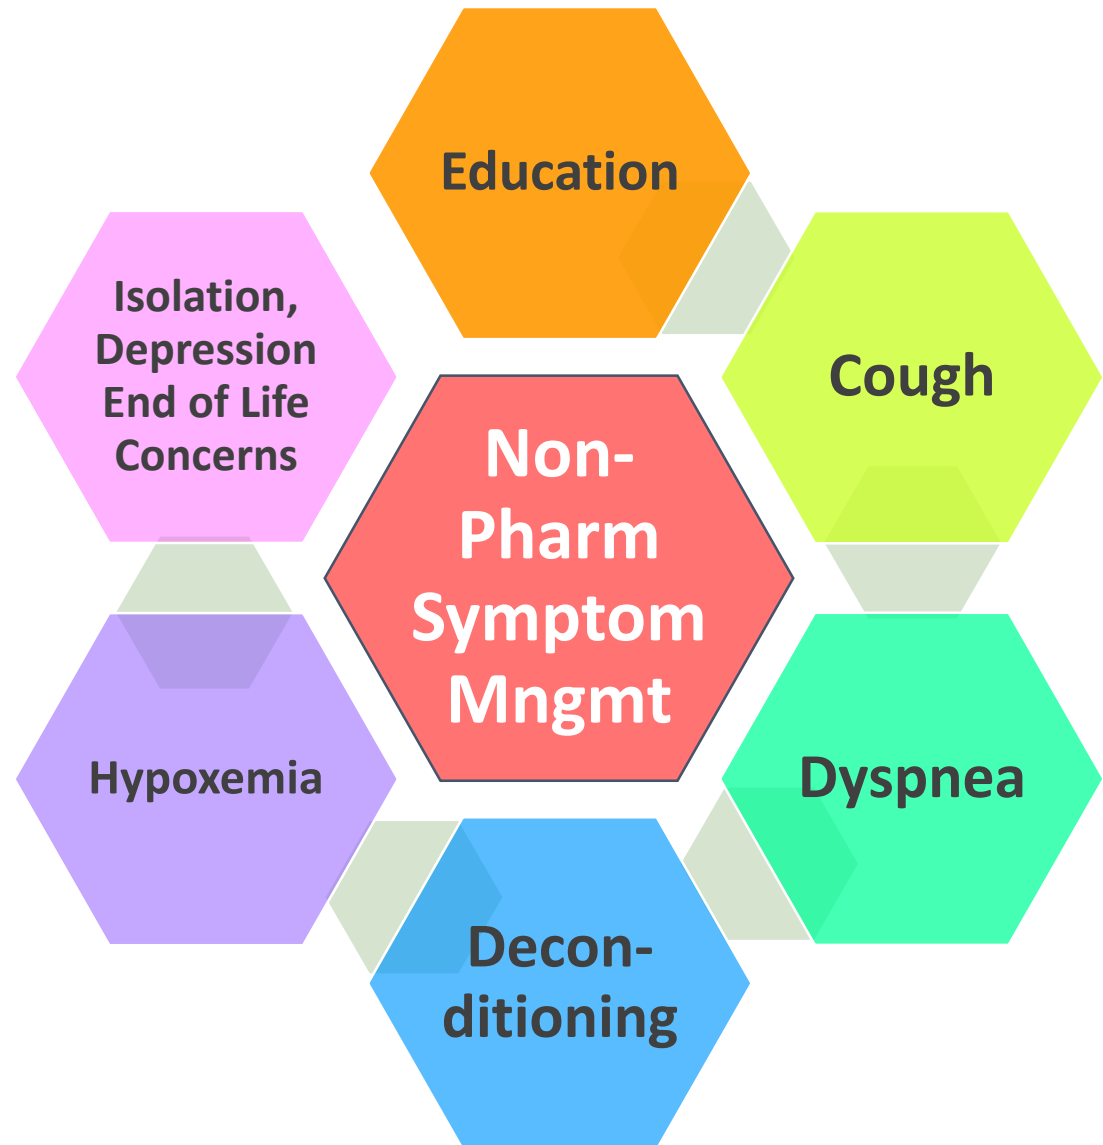 Education
Cough
Dyspnea
Decon-
ditioning
Hypoxemia
Isolation,
Depression
End of Life
Concerns
Non-
Pharm
Symptom
Mngmt